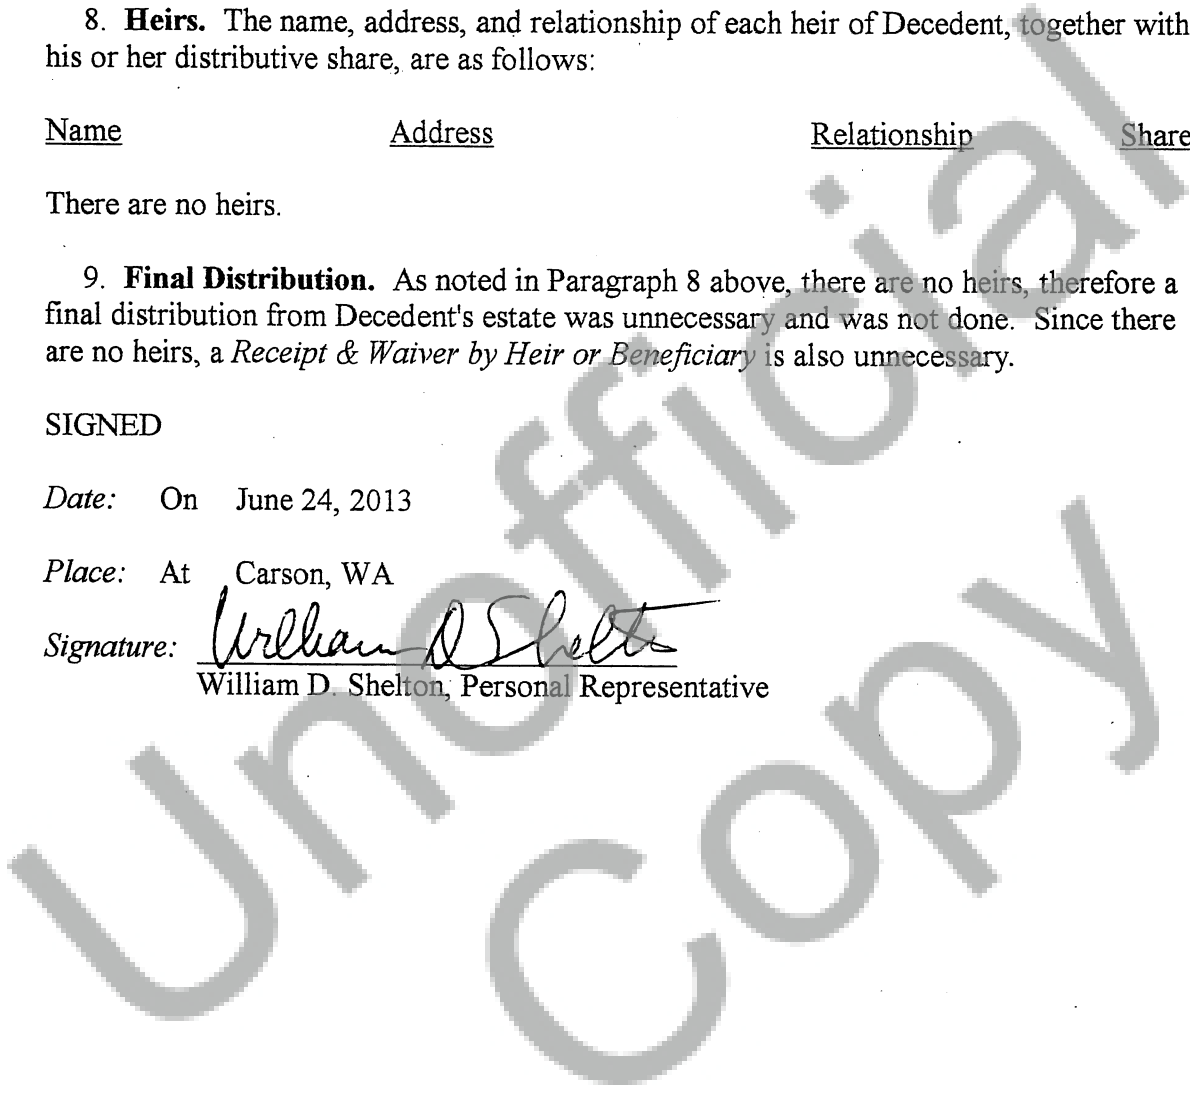 8. Heirs. The name, address, and relationship of each heir of Decedent, together with
his or her distributive share, are as follows:
Name Address Relationship Share
There are no heirs.
9. Final Distribution. As noted in Paragraph 8 above, there are no heirs, therefore a
final distribution from Decedent's estate was unnecessary and was not done. Since there
are no heirs, a Receipt & Waiver by Heir or Beneficiary is also unnecessary.
SIGNED
Date: On June 24, 2013
Place: At Carson, WA
Signature: William D Shelton
William D. Shelton, Personal Representative
Unofficial
Copy